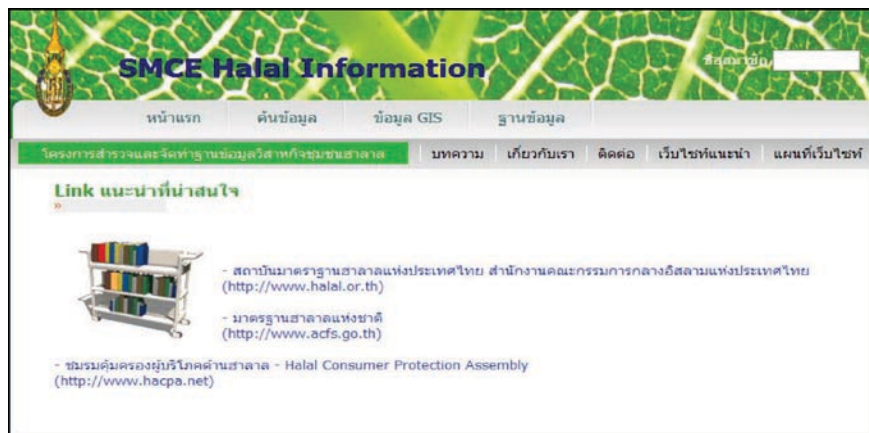 SMCE Halal Information
ชื่อสมาชิก
หน้าแรก ค้นข้อมูล ข้อมูล GIS ฐานข้อมูล
โครงการสำรวจและจัดทำฐานข้อมูลวิสาหกิจชุมชนฮาลาล บทความ เกี่ยวกับเรา ติดต่อ เว็บไซท์แนะนำ แผนที่เว็บไซท์
Link แนะนำที่น่าสนใจ
»
- สถาบันมาตราฐานฮาลาลแห่งประเทศไทย สำนักงานคณะกรรมการกลางอิสลามแห่งประเทศไทย
(http://www.halal.or.th)
- มาตรฐานฮาลาลแห่งชาติ
(http://www.acfs.go.th)
- ชมรมคุ้มครองผู้บริโภคด้านฮาลาล - Halal Consumer Protection Assembly
(http://www.hacpa.net)